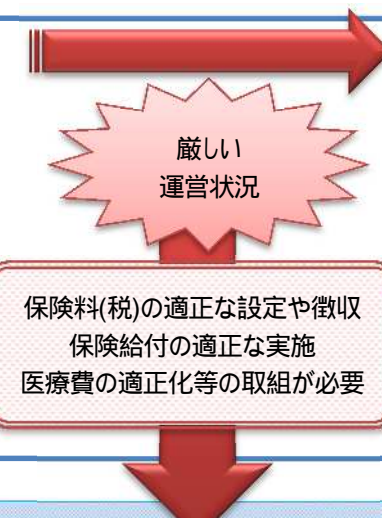 厳しい
運営状況
保険料(税)の適正な設定や徴収
保険給付の適正な実施
医療費の適正化等の取組が必要